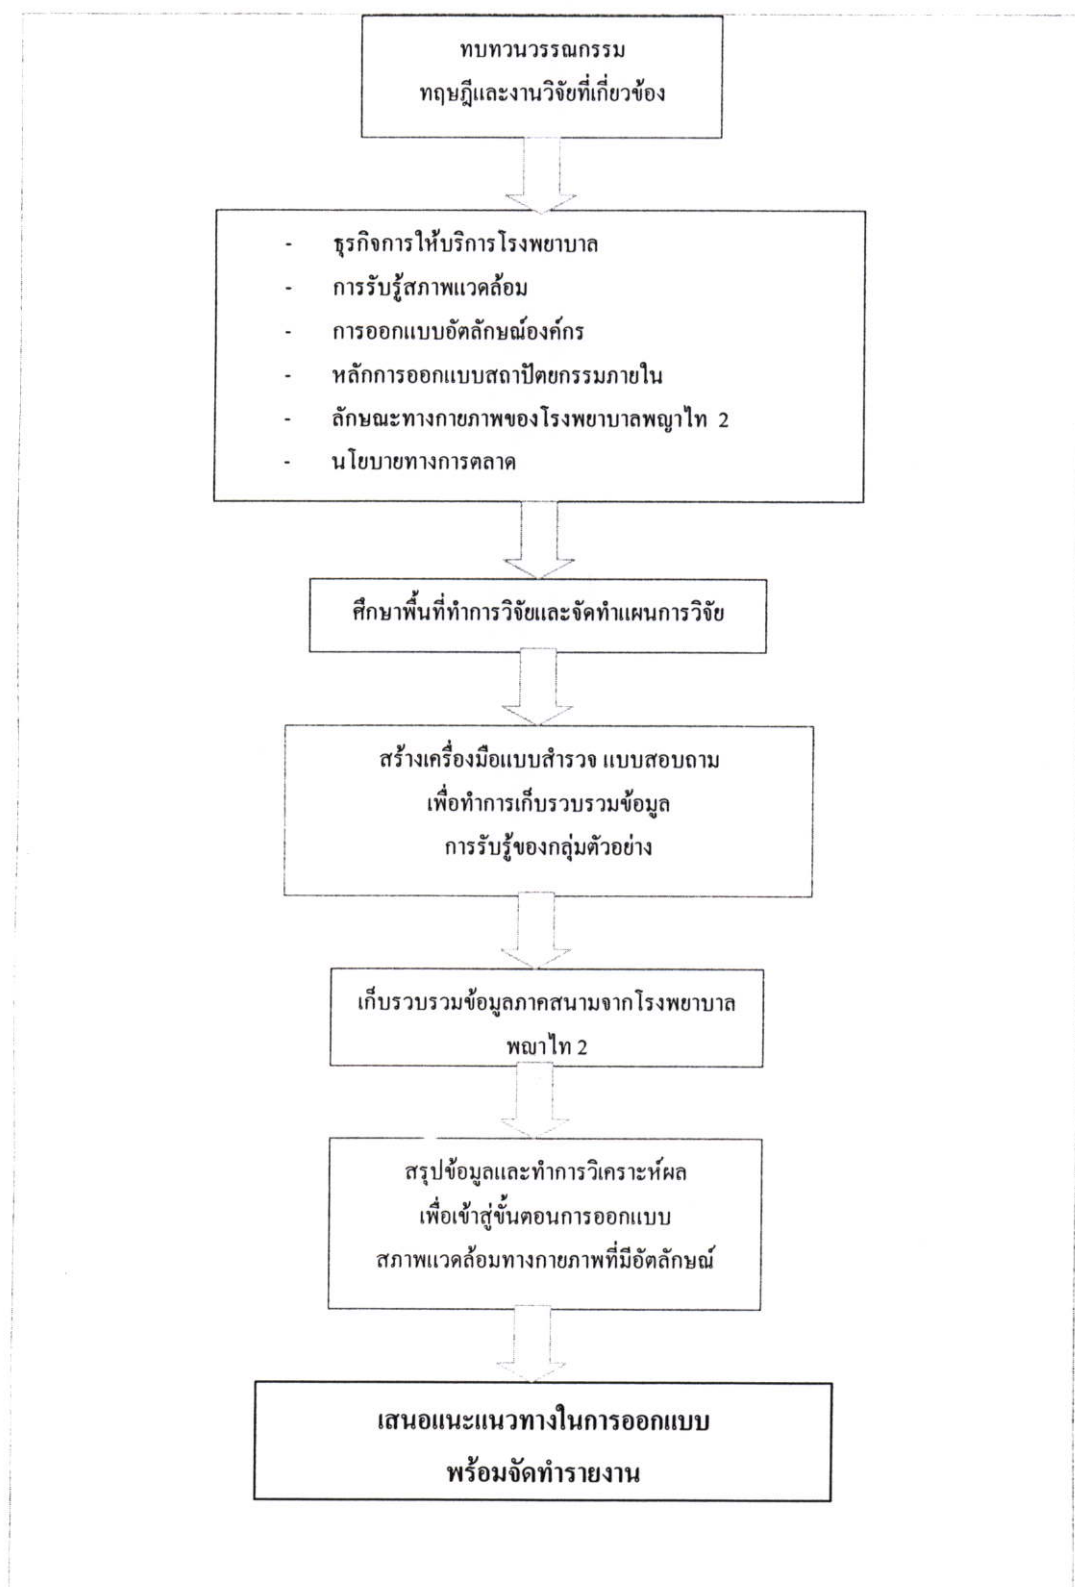 ทบทวนวรรณกรรม
ทฤษฎีและงานวิจัยที่เกี่ยวข้อง
- ธุรกิจการให้บริการโรงพยาบาล
- การรับรู้สภาพแวดล้อม
- การออกแบบอัตลักษณ์องค์กร
- หลักการออกแบบสถาปัตยกรรมภายใน
- ลักษณะทางกายภาพของโรงพยาบาลพญาไท 2
- นโยบายทางการตลาด
ศึกษาพื้นที่ทำการวิจัยและจัดทำแผนการวิจัย
สร้างเครื่องมือแบบสำรวจ แบบสอบถาม
เพื่อทำการเก็บรวบรวมข้อมูล
การรับรู้ของกลุ่มตัวอย่าง
เก็บรวบรวมข้อมูลภาคสนามจากโรงพยาบาล
พณาไท 2
สรุปข้อมูลและทำการวิเคราะห์ผล
เพื่อเข้าสู่ขั้นตอนการออกแบบ
สภาพแวดล้อมทางกายภาพที่มีอัตลักษณ์
เสนอแนะแนวทางในการออกแบบ
พร้อมจัดทำรายงาน